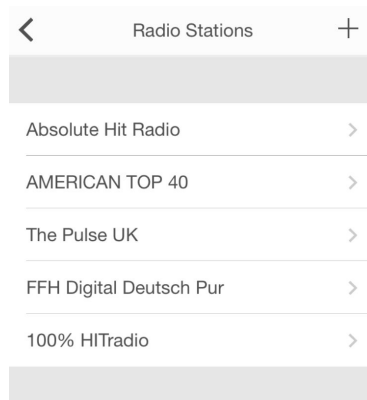 Radio Stations
Absolute Hit Radio
AMERICAN TOP 40
The Pulse UK
FFH Digital Deutsch Pur
100% HITradio